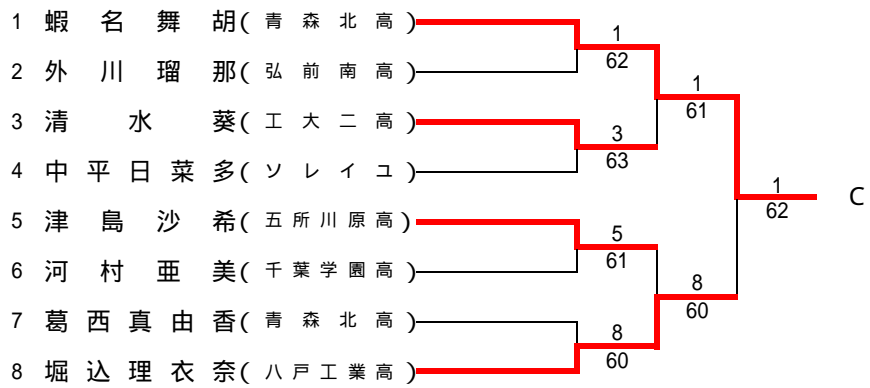 1 蝦名舞胡(青森北高)
1
62
2 外川瑠那(弘前南高)
1
61
3 清水葵(工大二高)
3
63
4 中平日菜多(ソレイユ)
1
62
C
5 津島沙希(五所川原高)
5
61
6 河村亜美(千葉学園高)
8
60
7 葛西真由香(青森北高)
8
60
8 堀込理衣奈(八戸工業高)